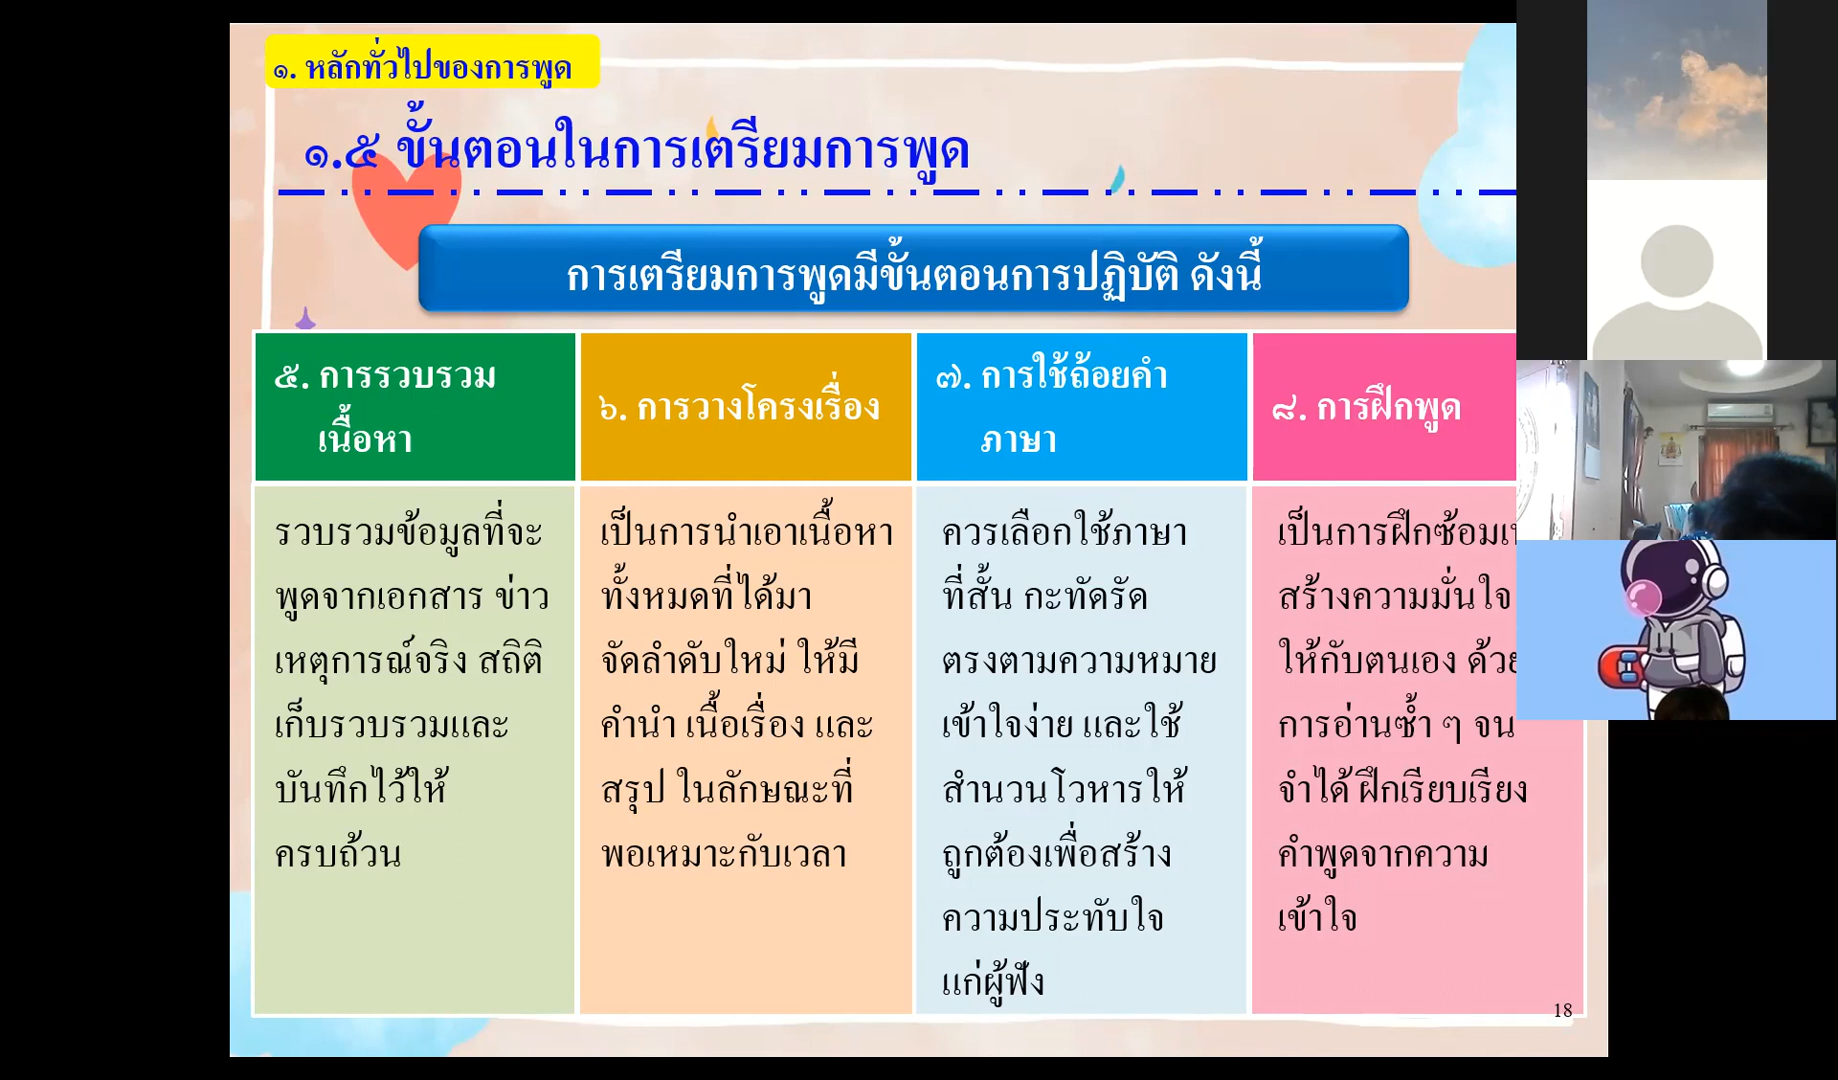 ๑. หลักทั่วไปของการพูด
๑.๕ ขั้นตอนในการเตรียมการพูด
การเตรียมการพูดมีขั้นตอนการปฏิบัติ ดังนี้
๕. การรวบรวม
เนื้อหา
รวบรวมข้อมูลที่จะ
พูดจากเอกสาร ข่าว
เหตุการณ์จริง สถิติ
เก็บรวบรวมและ
บันทึกไว้ให้
ครบถ้วน
๖. การวางโครงเรื่อง
เป็นการนำเอาเนื้อหา
ทั้งหมดที่ได้มา
จัดลำดับใหม่ ให้มี
คำนำ เนื้อเรื่อง และ
สรุป ในลักษณะที่
พอเหมาะกับเวลา
๗. การใช้ถ้อยคำ
ภาษา
ควรเลือกใช้ภาษา
ที่สั้น กะทัดรัด
ตรงตามความหมาย
เข้าใจง่าย และใช้
สำนวนโวหารให้
ถูกต้องเพื่อสร้าง
ความประทับใจ
แก่ผู้ฟัง
๘. การฝึกพูด
เป็นการฝึกซ้อม
สร้างความมั่นใจ
ให้กับตนเอง
การอ่านซ้ำ ๆ จน
จำได้ ฝึกเรียบเรียง
คำพูดจากความ
เข้าใจ
18